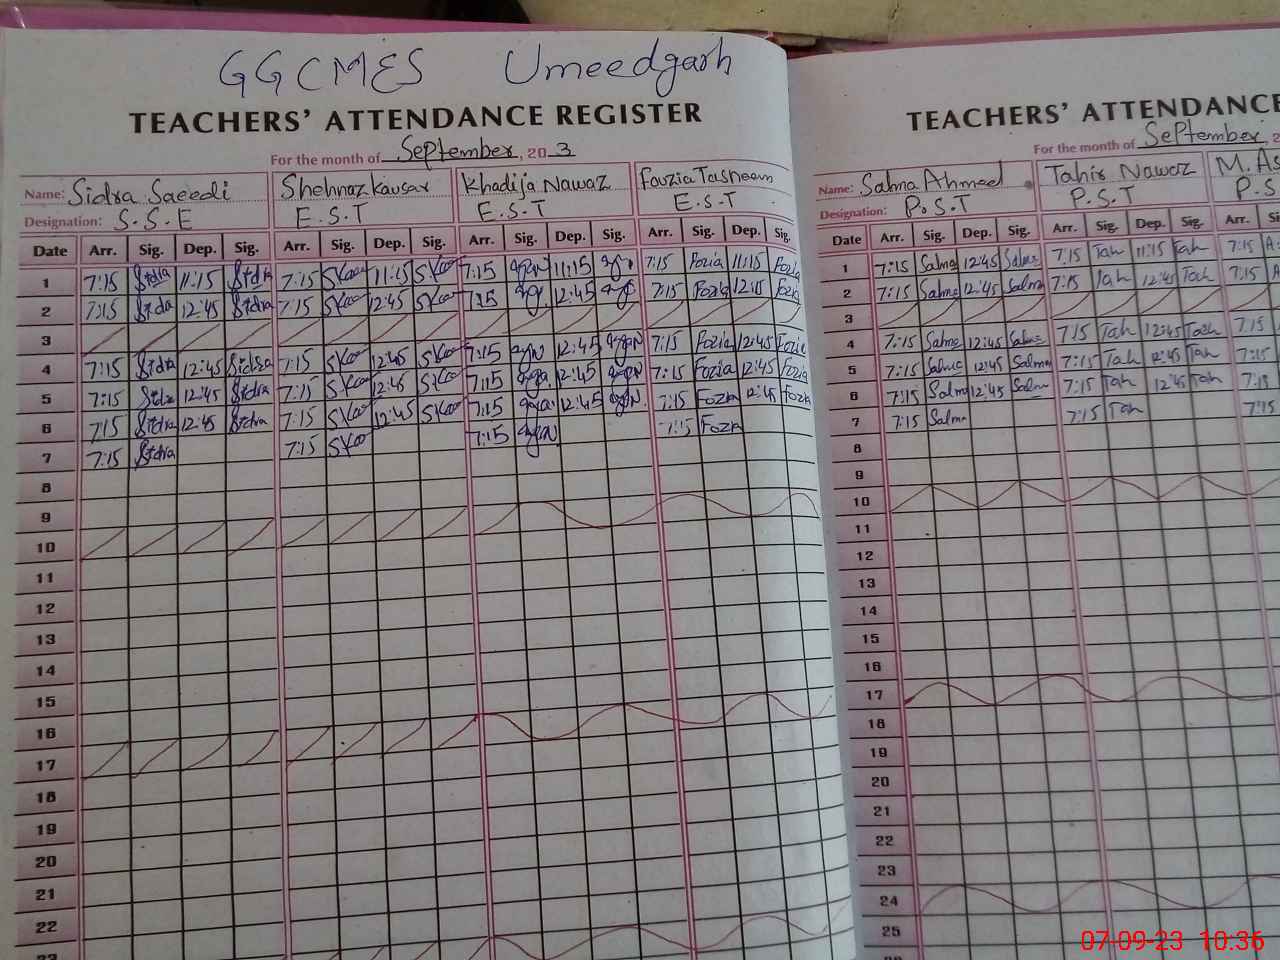 GGCMES Umeedgarh
TEACHERS' ATTENDANCE REGISTER
For the month of September, 20 3
Name: Sidra Saeedi Shehnaz kausar Khadija Nawaz Fouzia Tasneem
Designation: S.S.E E.S.T E.S.T E.S.T
Date Arr. Sig. Dep. Sig. Arr. Sig. Dep. Sig. Arr. Sig. Dep. Sig. Arr. Sig. Dep. Sig.
1 7:15 Sidra 11:15 Sidra 7:15 11:15 7:15 11:15 7:15 Fozia 11:15 Fozia
2 7:15 Sidra 12:45 Sidra 7:15 12:45 7:15 12:45 7:15 Fozia Fozia
3
4 7:15 Sidra 12:45 Sidra 7:15 12:45 7:15 12:45 7:15 Fozia 12:45 Fozia
5 7:15 Sidra 12:45 Sidra 7:15 12:45 7:15 12:45 7:15 Fozia 12:45 Fozia
6 7:15 Sidra 12:45 Sidra 7:15 12:45 7:15 12:45 7:15 Fozia 12:45 Fozia
7 7:15 Sidra 7:15 7:15 7:15 Fozia
8
9
10
11
12
13
14
15
16
17
18
19
20
21
22
23
TEACHERS' ATTENDANCE
For the month of September, 2
Name: Salma Ahmed Tahir Nawaz M. As
Designation: P.S.T P.S.T P.S
Date Arr. Sig. Dep. Sig. Arr. Sig. Dep. Sig. Arr. Si
1 7:15 Salma 12:45 Salma 7:15 Tah 11:15 Tah 7:15 A
2 7:15 Salma 12:45 Salma 7:15 Tah 12:45 Tah 7:15 A
3
4 7:15 Salma 12:45 Salma 7:15 Tah 12:45 Tah 7:15
5 7:15 Salma 12:45 Salma 7:15 Tah 12:45 Tah 7:15
6 7:15 Salma 12:45 Salma 7:15 Tah 12:45 Tah
7 7:15 Salma 7:15 Tah 7:15
8
9
10
11
12
13
14
15
16
17
18
19
20
21
22
23
24
25
07-09-23 10:36